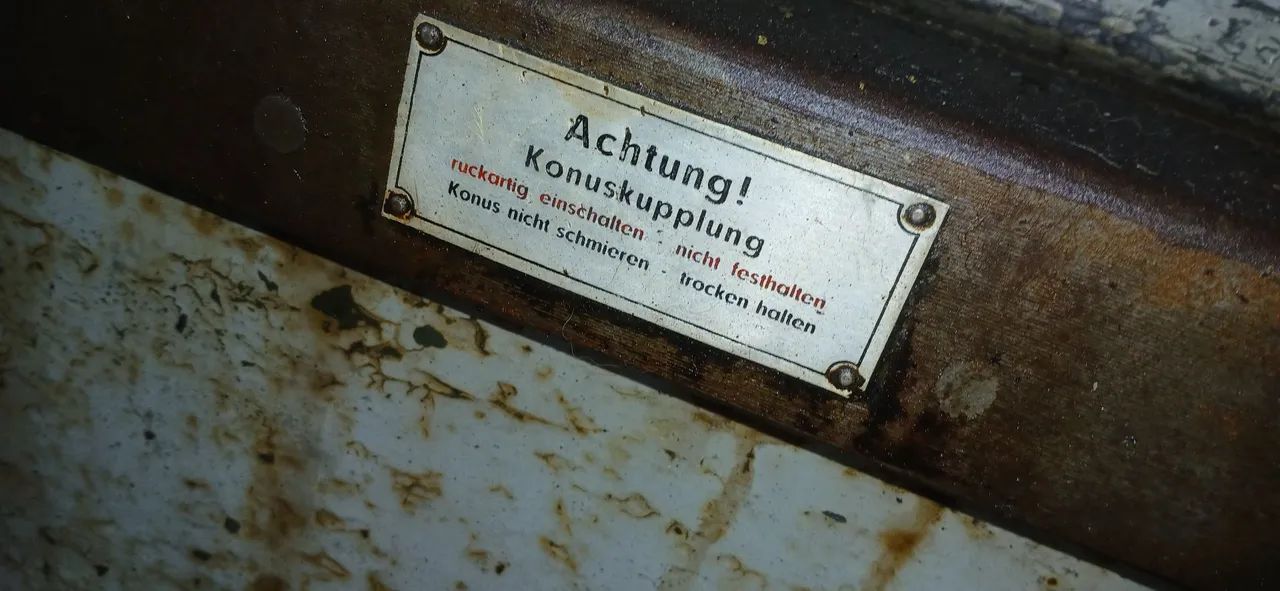 Achtung!
Konuskupplung
ruckartig einschalten - nicht festhalten
Konus nicht schmieren - trocken halten